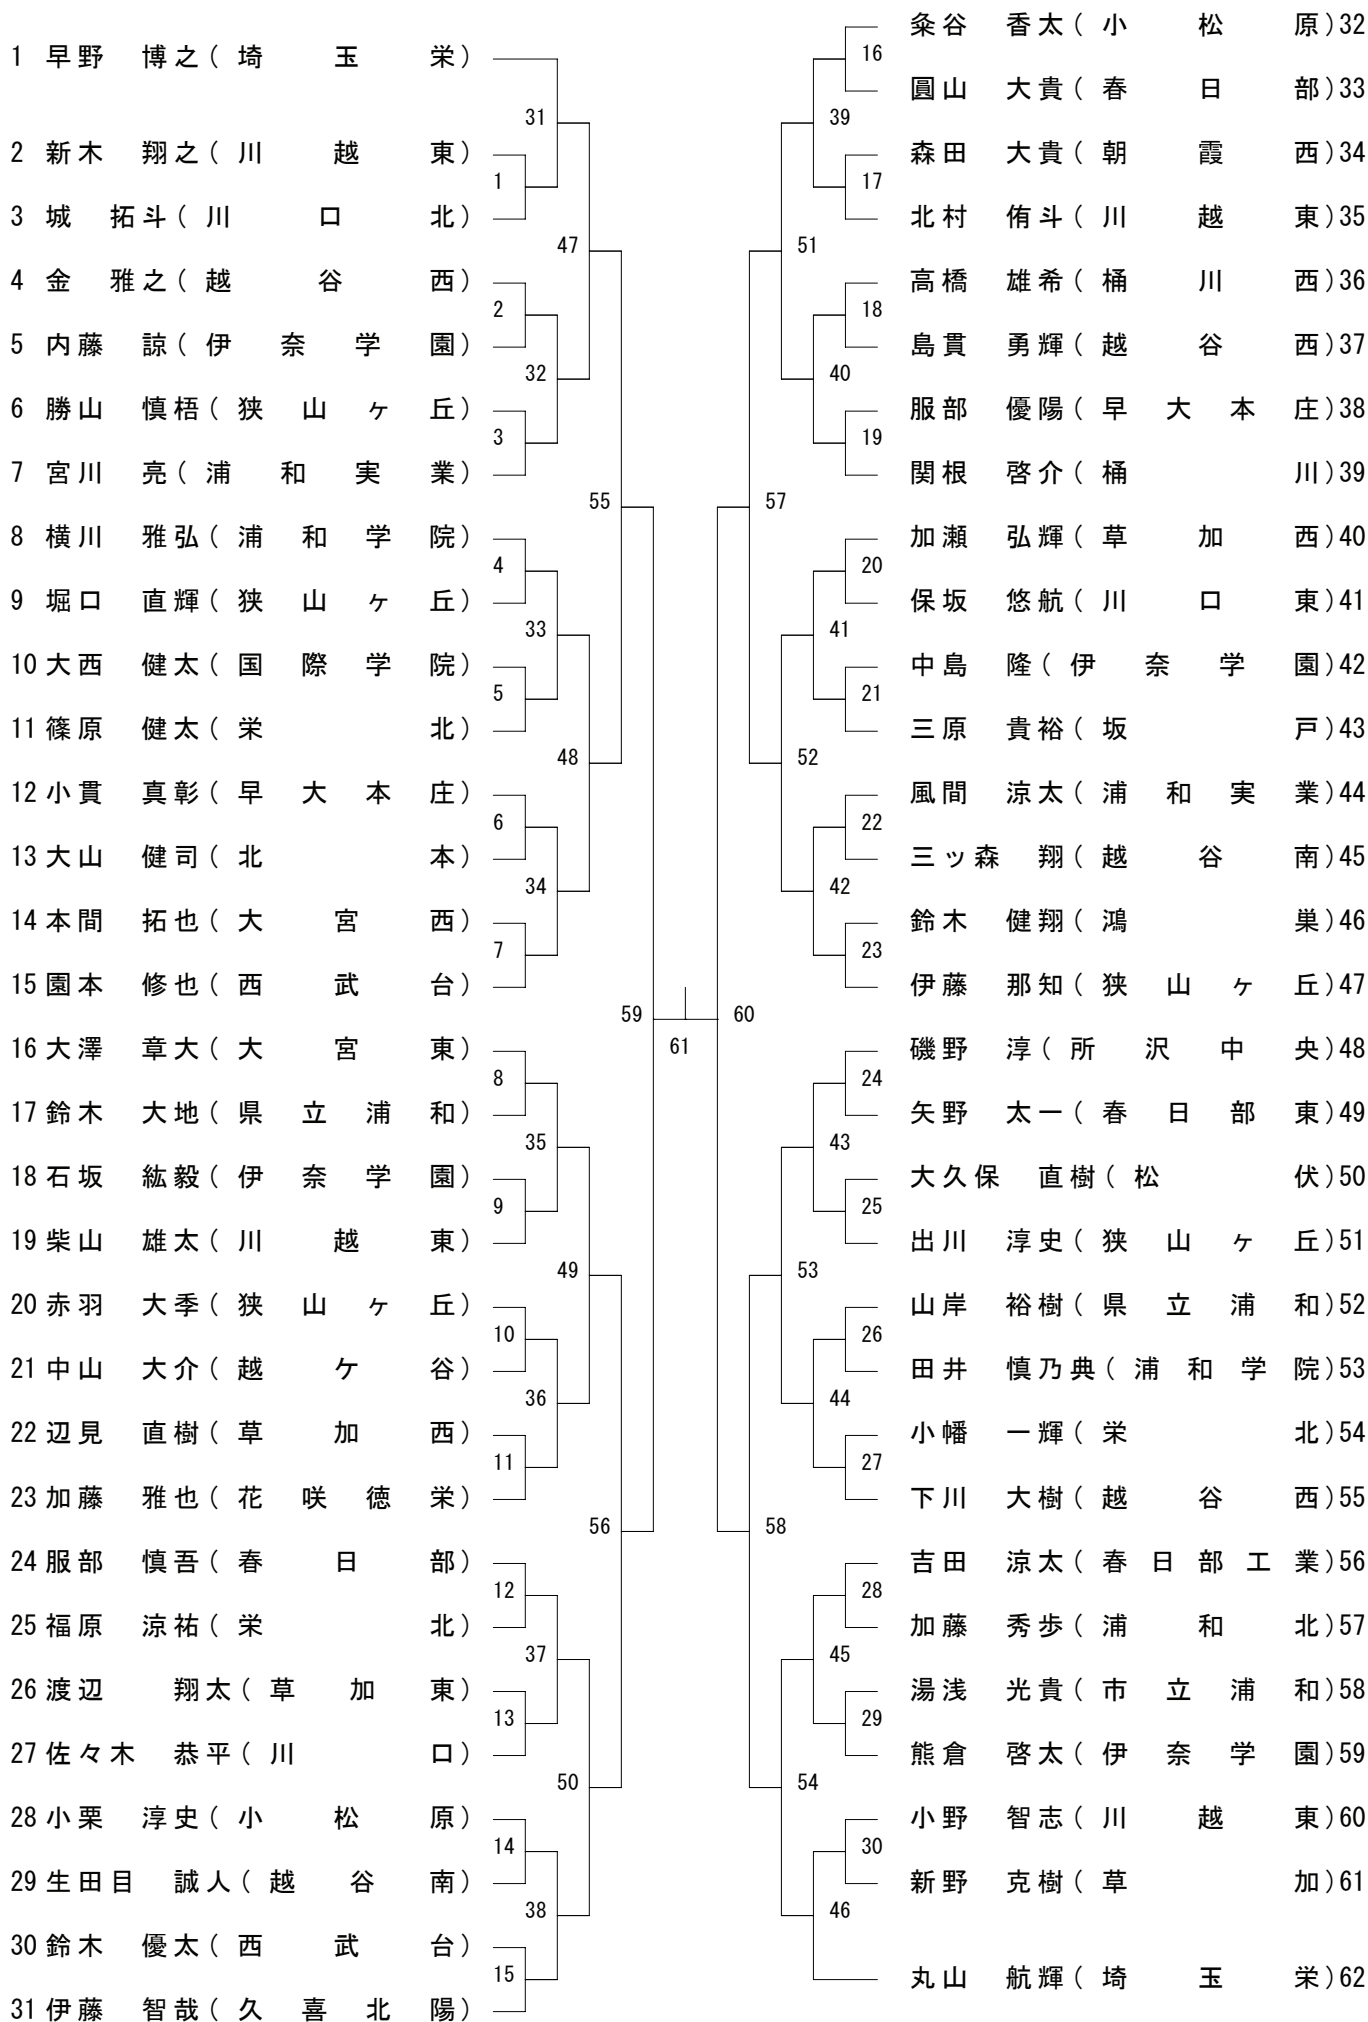 1 早野 博之(埼玉栄)
2 新木 翔之(川越東)
3 城 拓斗(川口北)
4 金 雅之(越谷西)
5 内藤 諒(伊奈学園)
6 勝山 慎梧(狭山ヶ丘)
7 宮川 亮(浦和実業)
8 横川 雅弘(浦和学院)
9 堀口 直輝(狭山ヶ丘)
10 大西 健太(国際学院)
11 篠原 健太(栄北)
12 小貫 真彰(早大本庄)
13 大山 健司(北本)
14 本間 拓也(大宮西)
15 園本 修也(西武台)
16 大澤 章大(大宮東)
17 鈴木 大地(県立浦和)
18 石坂 紘毅(伊奈学園)
19 柴山 雄太(川越東)
20 赤羽 大季(狭山ヶ丘)
21 中山 大介(越ケ谷)
22 辺見 直樹(草加西)
23 加藤 雅也(花咲徳栄)
24 服部 慎吾(春日部)
25 福原 涼祐(栄北)
26 渡辺 翔太(草加東)
27 佐々木 恭平(川口)
28 小栗 淳史(小松原)
29 生田目 誠人(越谷南)
30 鈴木 優太(西武台)
31 伊藤 智哉(久喜北陽)
1
2
3
4
5
6
7
8
9
10
11
12
13
14
15
31
32
33
34
35
36
37
38
47
48
49
50
55
56
59
61
60
57
58
51
52
53
54
39
40
41
42
43
44
45
46
16
17
18
19
20
21
22
23
24
25
26
27
28
29
30
粂谷 香太(小松原)32
圓山 大貴(春日部)33
森田 大貴(朝霞西)34
北村 侑斗(川越東)35
高橋 雄希(桶川西)36
島貫 勇輝(越谷西)37
服部 優陽(早大本庄)38
関根 啓介(桶川)39
加瀬 弘輝(草加西)40
保坂 悠航(川口東)41
中島 隆(伊奈学園)42
三原 貴裕(坂戸)43
風間 涼太(浦和実業)44
三ッ森 翔(越谷南)45
鈴木 健翔(鴻巣)46
伊藤 那知(狭山ヶ丘)47
磯野 淳(所沢中央)48
矢野 太一(春日部東)49
大久保 直樹(松伏)50
出川 淳史(狭山ヶ丘)51
山岸 裕樹(県立浦和)52
田井 慎乃典(浦和学院)53
小幡 一輝(栄北)54
下川 大樹(越谷西)55
吉田 涼太(春日部工業)56
加藤 秀歩(浦和北)57
湯浅 光貴(市立浦和)58
熊倉 啓太(伊奈学園)59
小野 智志(川越東)60
新野 克樹(草加)61
丸山 航輝(埼玉栄)62